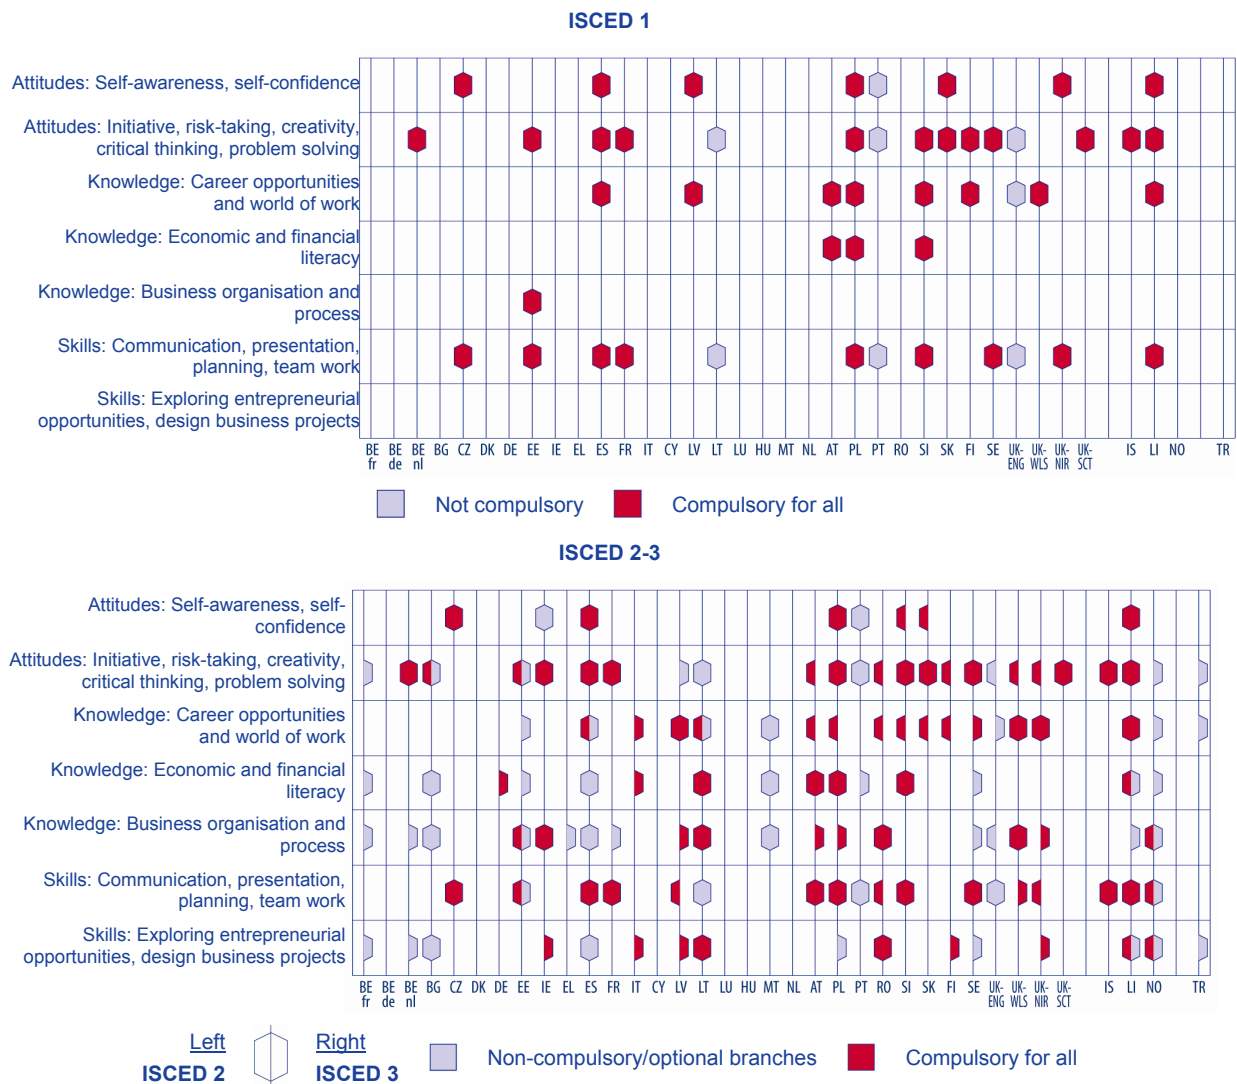 ISCED 1
Attitudes: Self-awareness, self-confidence
Attitudes: Initiative, risk-taking, creativity,
critical thinking, problem solving
Knowledge: Career opportunities
and world of work
Knowledge: Economic and financial
literacy
Knowledge: Business organisation and
process
Skills: Communication, presentation,
planning, team work
Skills: Exploring entrepreneurial
opportunities, design business projects
BE fr BE de BE nl BG CZ DK DE EE IE EL ES FR IT CY LV LT LU HU MT NL AT PL PT RO SI SK FI SE UK-ENG UK-WLS UK-NIR UK-SCT IS LI NO TR
Not compulsory Compulsory for all
ISCED 2-3
Attitudes: Self-awareness, self-
confidence
Attitudes: Initiative, risk-taking, creativity,
critical thinking, problem solving
Knowledge: Career opportunities
and world of work
Knowledge: Economic and financial
literacy
Knowledge: Business organisation and
process
Skills: Communication, presentation,
planning, team work
Skills: Exploring entrepreneurial
opportunities, design business projects
BE fr BE de BE nl BG CZ DK DE EE IE EL ES FR IT CY LV LT LU HU MT NL AT PL PT RO SI SK FI SE UK-ENG UK-WLS UK-NIR UK-SCT IS LI NO TR
Left Right
ISCED 2 ISCED 3
Non-compulsory/optional branches Compulsory for all